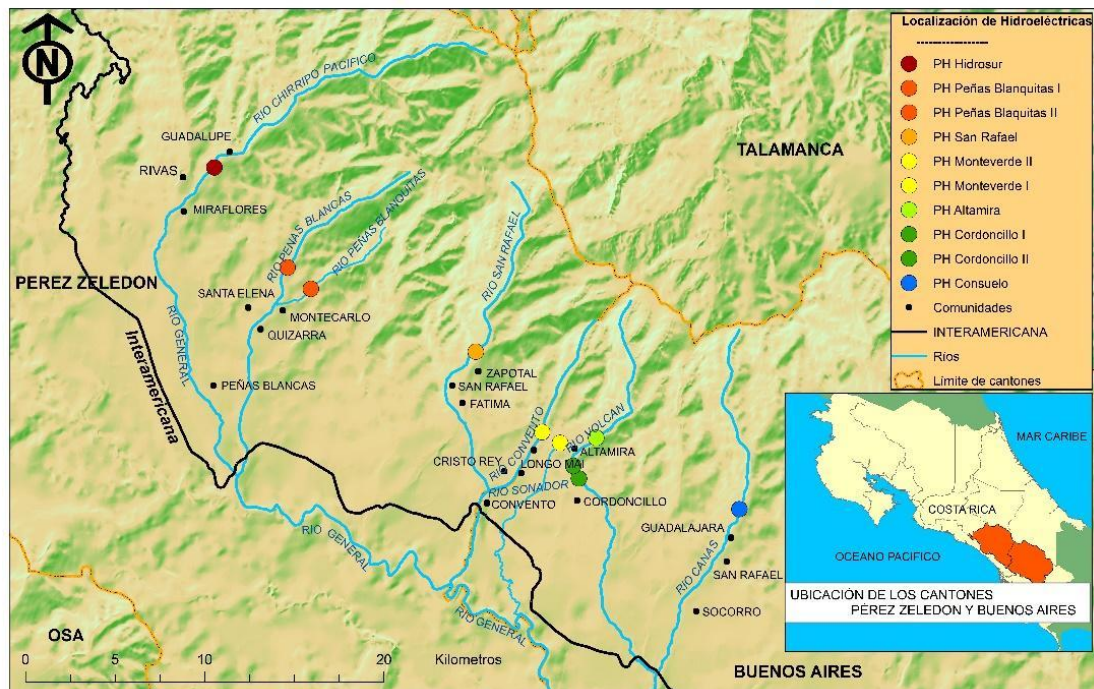 N
Localización de Hidroeléctricas
--------------------
PH Hidrosur
PH Peñas Blanquitas I
PH Peñas Blaquitas II
PH San Rafael
PH Monteverde II
PH Monteverde I
PH Altamira
PH Cordoncillo I
PH Cordoncillo II
PH Consuelo
Comunidades
INTERAMERICANA
Ríos
Límite de cantones
RIO CHIRRIPO PACIFICO
GUADALUPE
RIVAS
MIRAFLORES
TALAMANCA
RIO PEÑAS BLANCAS
RIO PEÑAS BLANQUITAS
RIO SAN RAFAEL
PEREZ ZELEDON
SANTA ELENA
MONTECARLO
QUIZARRA
RIO GENERAL
Interamericana
PEÑAS BLANCAS
ZAPOTAL
SAN RAFAEL
FATIMA
RIO CONVENTO
RIO VOLCAN
ALTAMIRA
CRISTO REY
LONGO MAI
RIO SONADOR
CONVENTO
CORDONCILLO
RIO GENERAL
GUADALAJARA
SAN RAFAEL
RIO CANAS
SOCORRO
RIO GENERAL
OSA
BUENOS AIRES
0 5 10 20 Kilometros
MAR CARIBE
COSTA RICA
OCEANO PACIFICO
UBICACIÓN DE LOS CANTONES
PÉREZ ZELEDON Y BUENOS AIRES